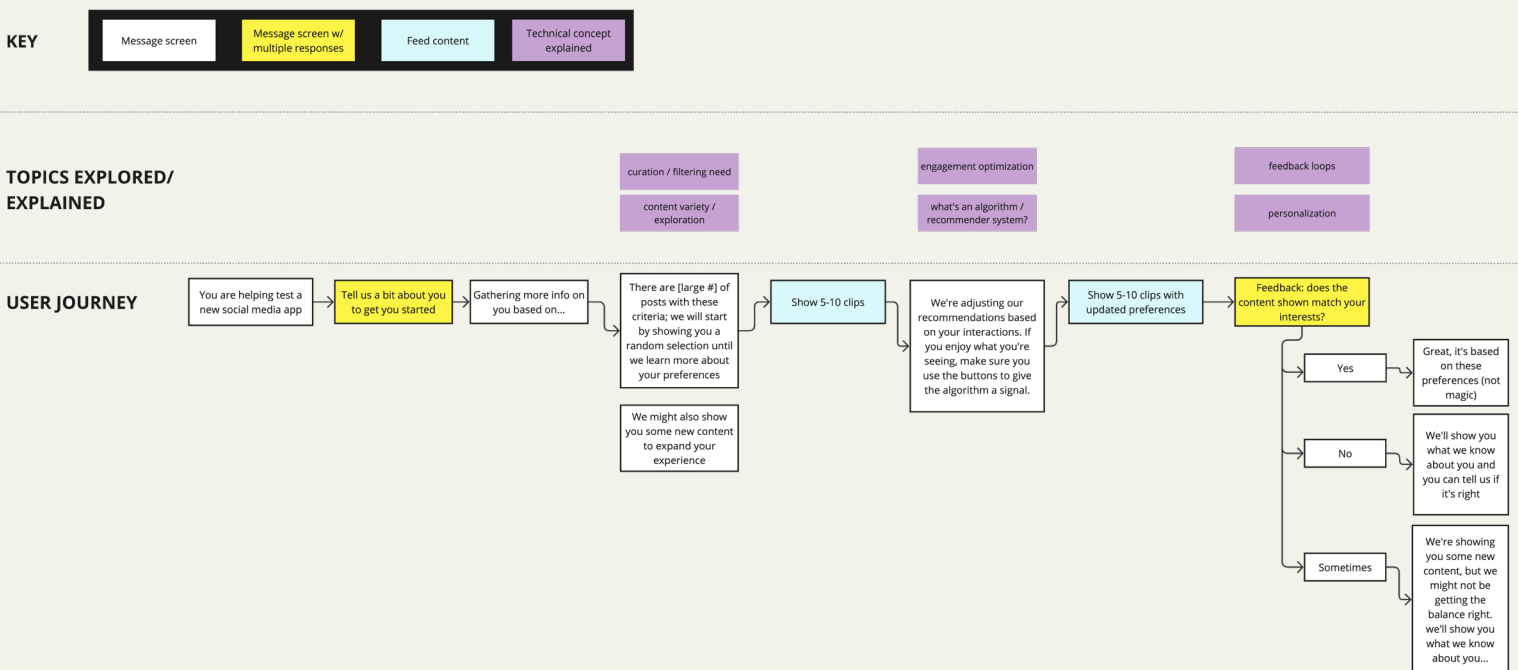 KEY
Message screen
Message screen w/
multiple responses
Feed content
Technical concept
explained
TOPICS EXPLORED/
EXPLAINED
curation / filtering need
content variety /
exploration
engagement optimization
what's an algorithm /
recommender system?
feedback loops
personalization
USER JOURNEY
You are helping test a
new social media app
Tell us a bit about you
to get you started
Gathering more info on
you based on...
There are [large #] of
posts with these
criteria; we will start
by showing you a
random selection until
we learn more about
your preferences
We might also show
you some new content
to expand your
experience
Show 5-10 clips
We're adjusting our
recommendations based
on your interactions. If
you enjoy what you're
seeing, make sure you
use the buttons to give
the algorithm a signal.
Show 5-10 clips with
updated preferences
Feedback: does the
content shown match your
interests?
Yes
Great, it's based
on these
preferences (not
magic)
No
We'll show you
what we know
about you and
you can tell us if
it's right
Sometimes
We're showing
you some new
content, but we
might not be
getting the
balance right.
we'll show you
what we know
about you...